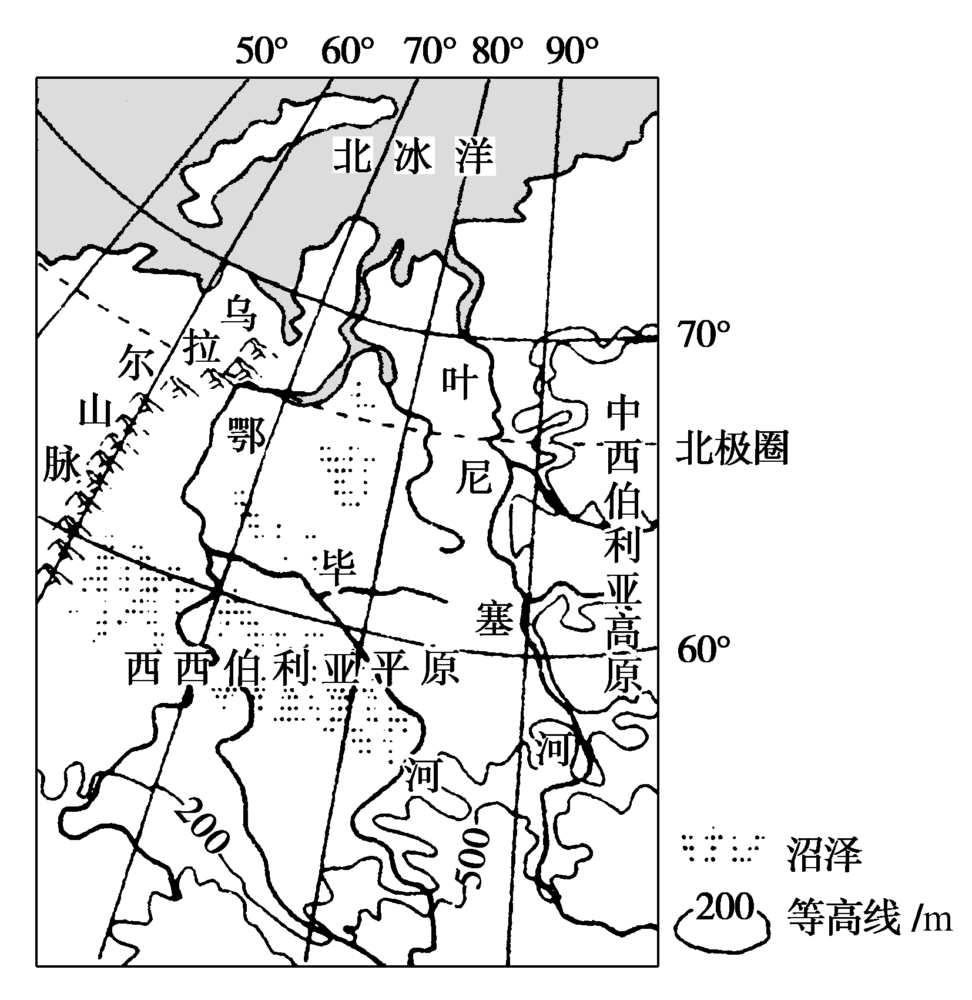 50° 60° 70° 80° 90°
北冰洋
乌拉尔山脉
70°
叶尼塞河
中西伯利亚高原
鄂毕河
北极圈
60°
西西伯利亚平原
200
500
沼泽
200 等高线 /m